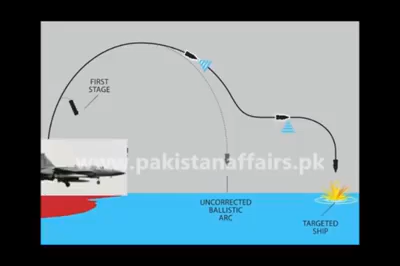 FIRST
STAGE
www.pakistanaffairs.pk
UNCORRECTED
BALLISTIC
ARC
TARGETED
SHIP